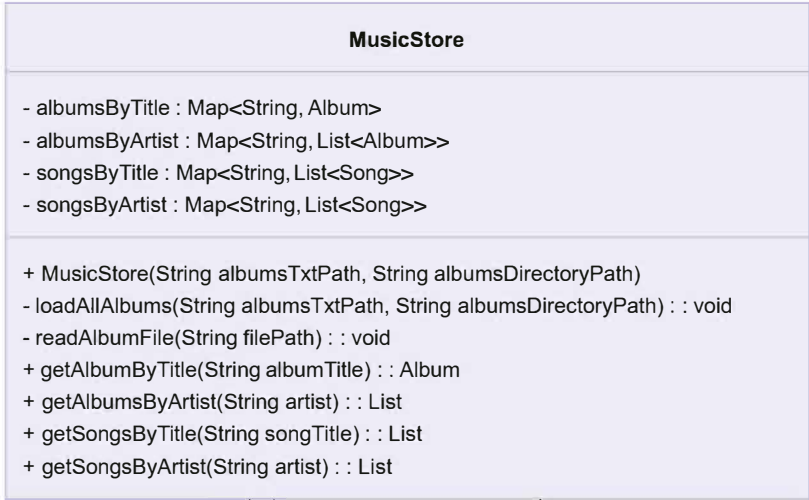 MusicStore
- albumsByTitle : Map<String, Album>
- albumsByArtist : Map<String, List<Album>>
- songsByTitle : Map<String, List<Song>>
- songsByArtist : Map<String, List<Song>>
+ MusicStore(String albumsTxtPath, String albumsDirectoryPath)
- loadAllAlbums(String albumsTxtPath, String albumsDirectoryPath) : : void
- readAlbumFile(String filePath) : : void
+ getAlbumByTitle(String albumTitle) : : Album
+ getAlbumsByArtist(String artist) : : List
+ getSongsByTitle(String songTitle) : : List
+ getSongsByArtist(String artist) : : List